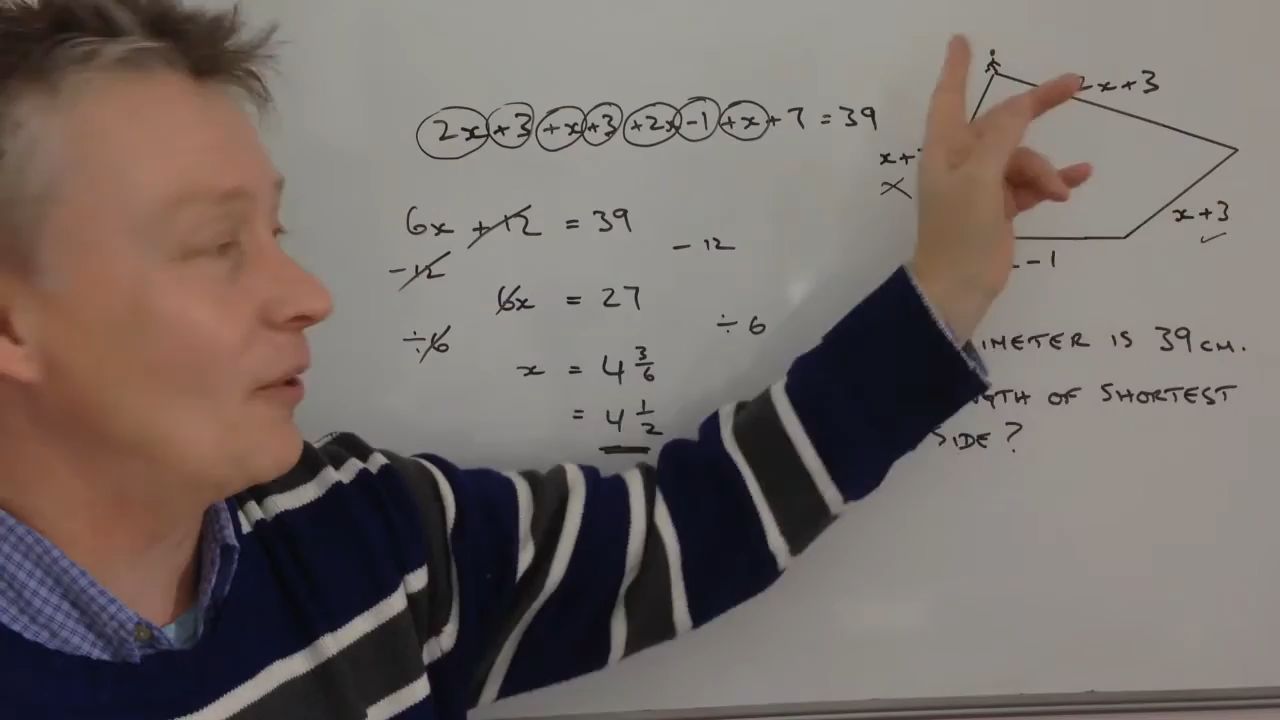 2x+3+x+3+2x-1+x+7=39
6x +12 = 39
-12
-12
6x = 27
÷6
÷6
x = 4 3/6
= 4 1/2
2x+3
x+
x+3
-1
IMETER IS 39CM.
OF SHORTEST
SIDE?